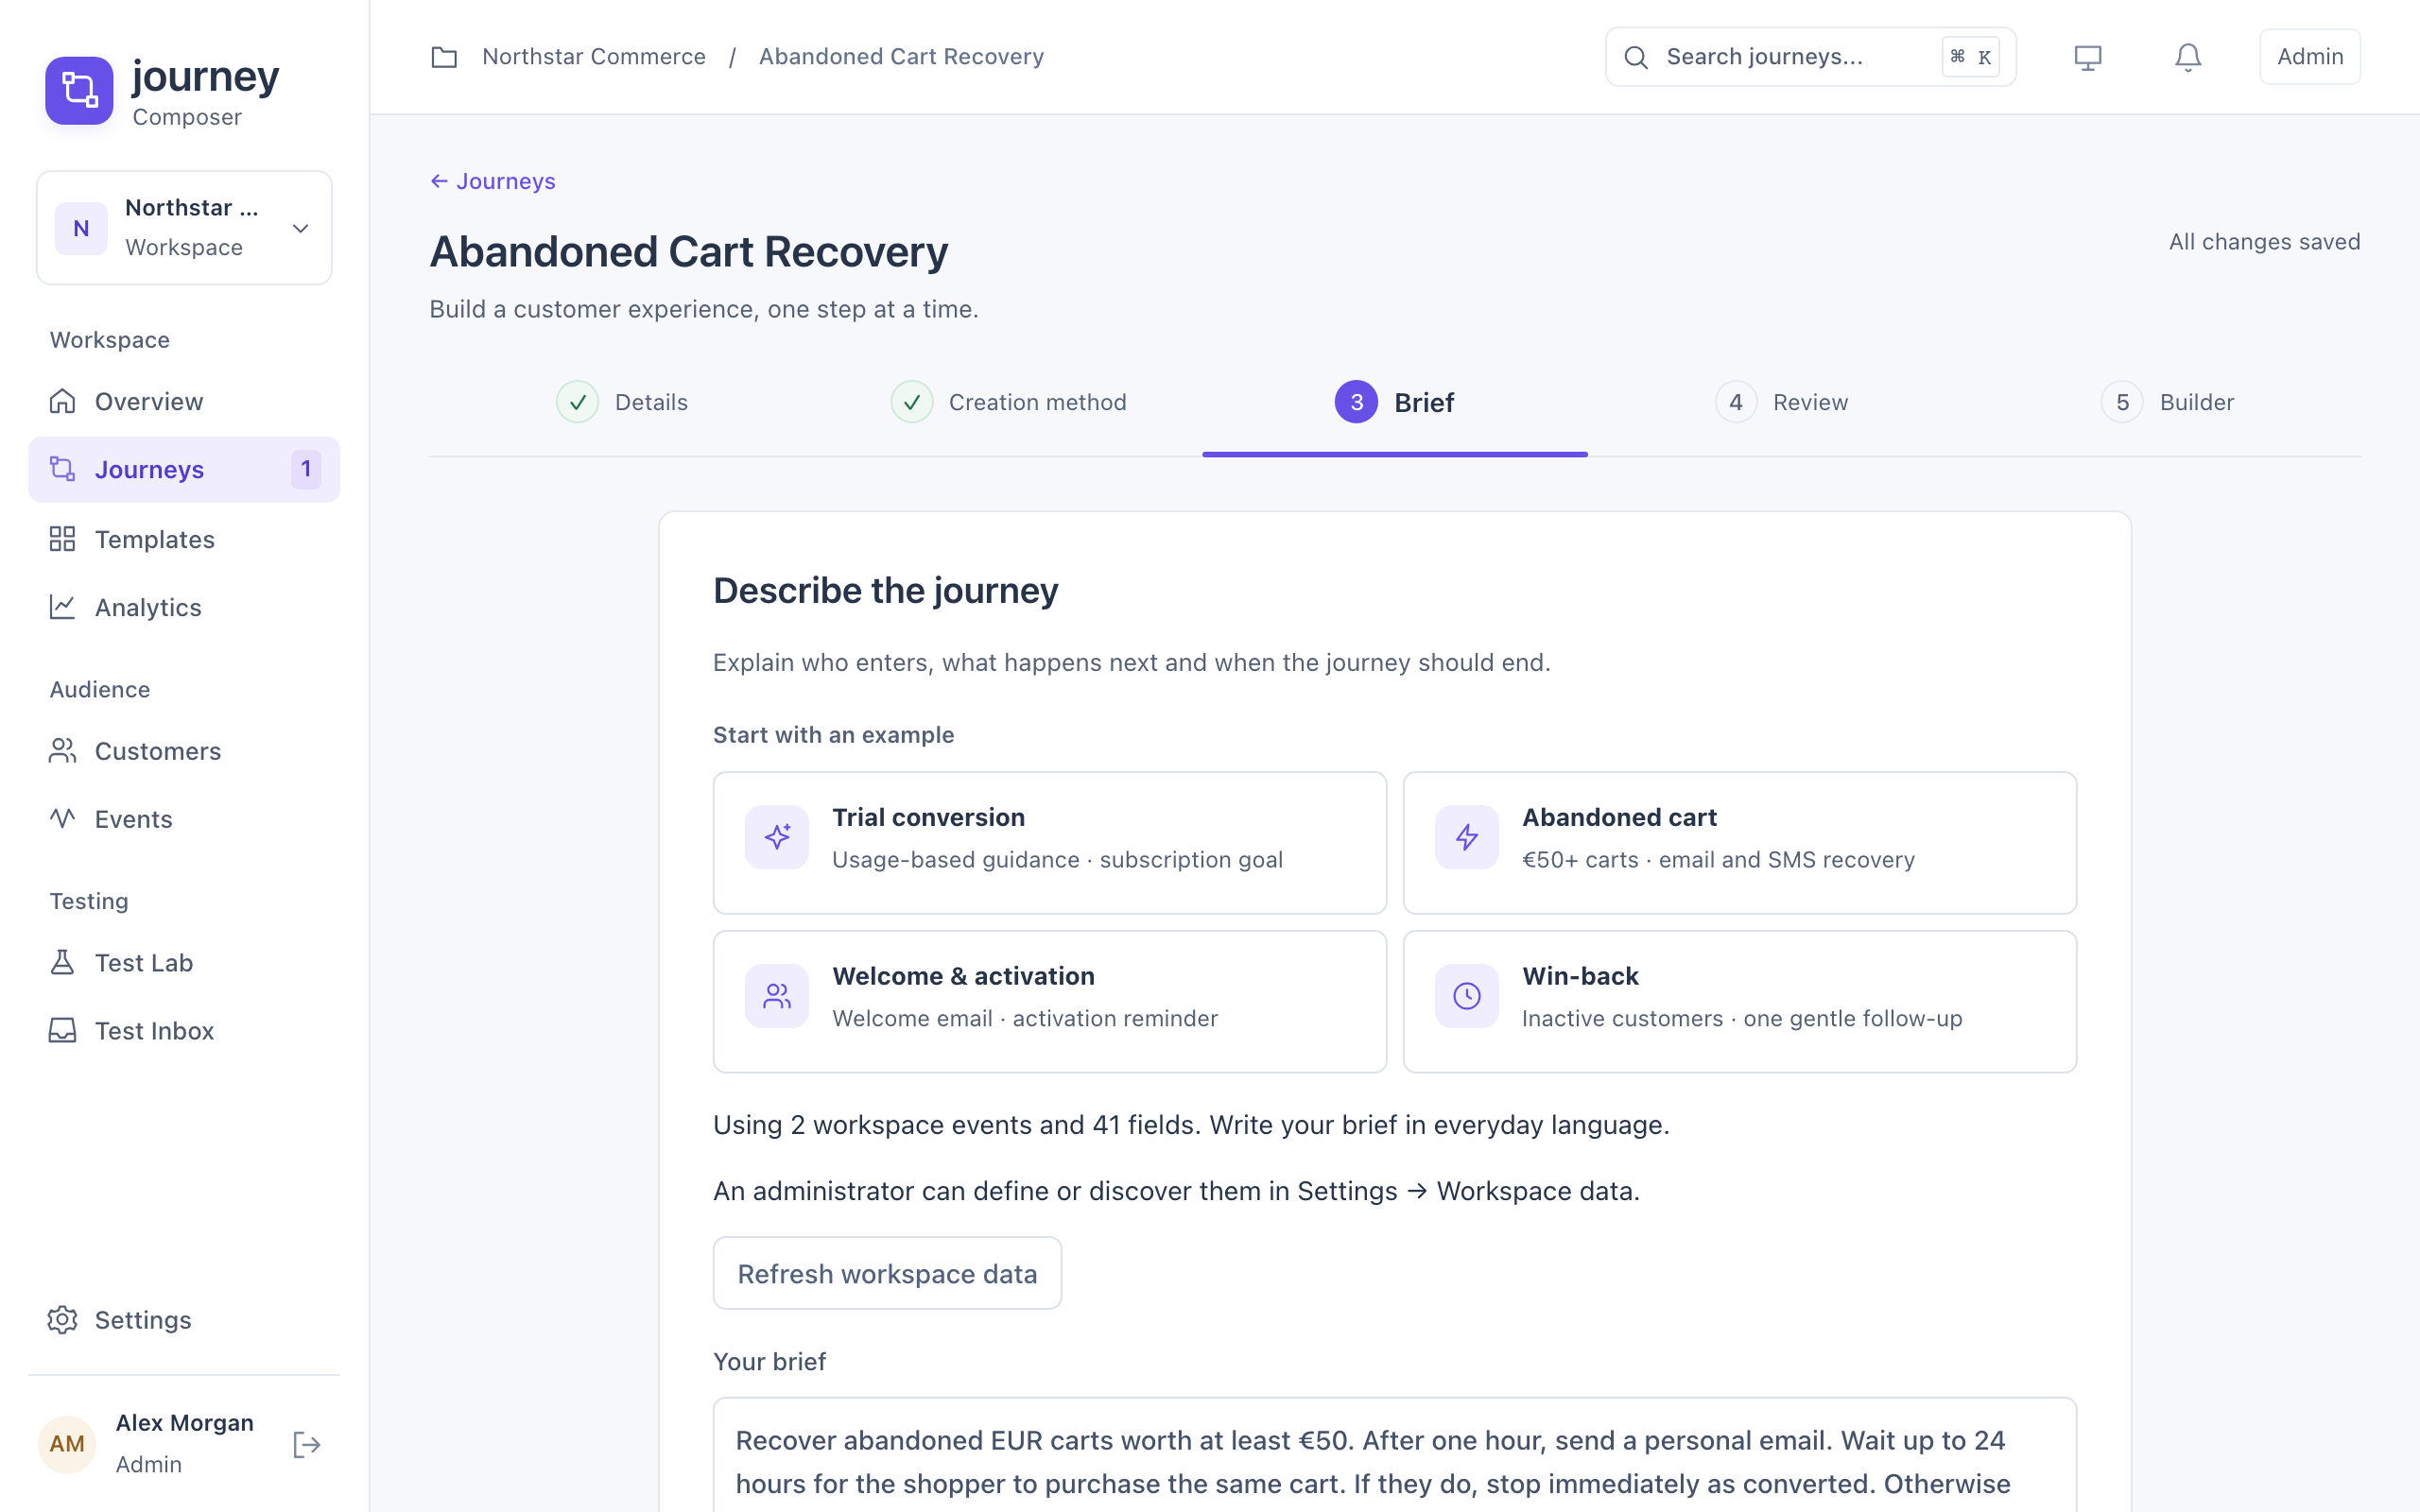 journey
Composer
N
Northstar ...
Workspace
Workspace
Overview
Journeys
1
Templates
Analytics
Audience
Customers
Events
Testing
Test Lab
Test Inbox
Settings
AM
Alex Morgan
Admin
Northstar Commerce / Abandoned Cart Recovery
Search journeys...
⌘ K
Admin
← Journeys
Abandoned Cart Recovery
All changes saved
Build a customer experience, one step at a time.
Details
Creation method
3 Brief
4 Review
5 Builder
Describe the journey
Explain who enters, what happens next and when the journey should end.
Start with an example
Trial conversion
Usage-based guidance · subscription goal
Abandoned cart
€50+ carts · email and SMS recovery
Welcome & activation
Welcome email · activation reminder
Win-back
Inactive customers · one gentle follow-up
Using 2 workspace events and 41 fields. Write your brief in everyday language.
An administrator can define or discover them in Settings → Workspace data.
Refresh workspace data
Your brief
Recover abandoned EUR carts worth at least €50. After one hour, send a personal email. Wait up to 24
hours for the shopper to purchase the same cart. If they do, stop immediately as converted. Otherwise